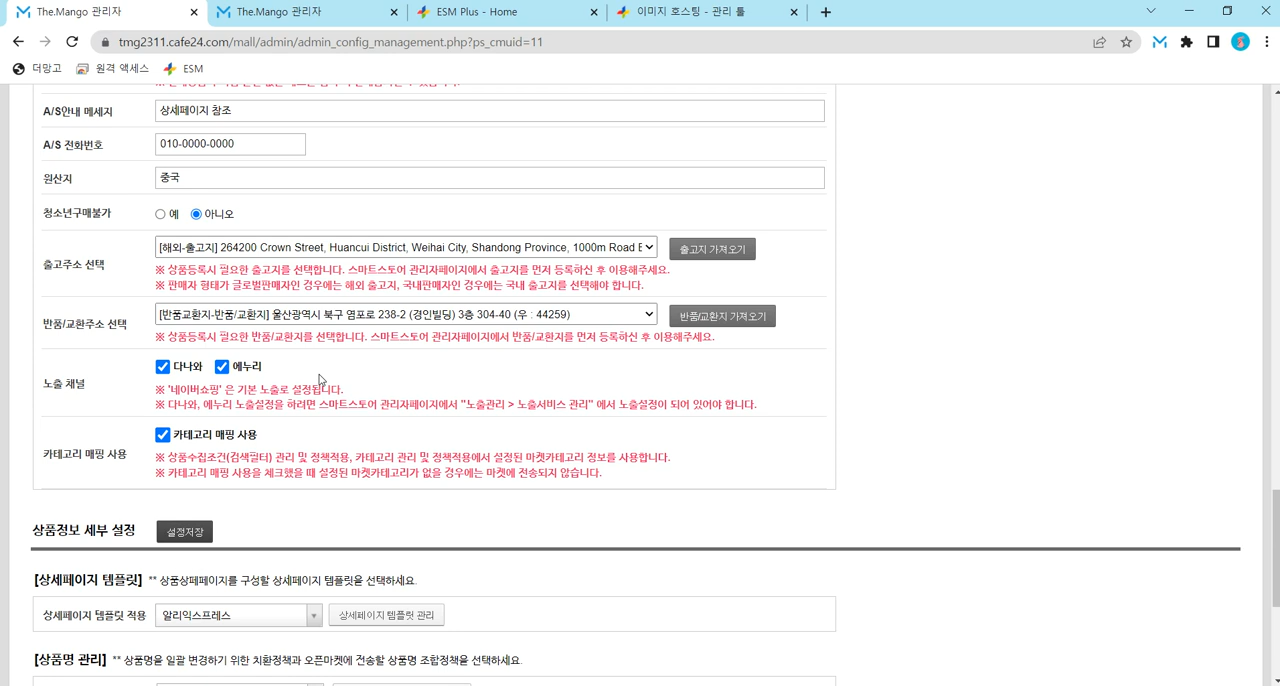 The.Mango 관리자
The.Mango 관리자
ESM Plus - Home
이미지 호스팅 - 관리 툴
tmg2311.cafe24.com/mall/admin/admin_config_management.php?ps_cmuid=11
더망고
원격 액세스
ESM
A/S안내 메세지
상세페이지 참조
A/S 전화번호
010-0000-0000
원산지
중국
청소년구매불가
예
아니오
출고주소 선택
[해외-출고지] 264200 Crown Street, Huancui District, Weihai City, Shandong Province, 1000m Road E
출고지 가져오기
※ 상품등록시 필요한 출고지를 선택합니다. 스마트스토어 관리자페이지에서 출고지를 먼저 등록하신 후 이용해주세요.
※ 판매자 형태가 글로벌판매자인 경우에는 해외 출고지, 국내판매자인 경우에는 국내 출고지를 선택해야 합니다.
반품/교환주소 선택
[반품교환지-반품/교환지] 울산광역시 북구 염포로 238-2 (경인빌딩) 3층 304-40 (우 : 44259)
반품/교환지 가져오기
※ 상품등록시 필요한 반품/교환지를 선택합니다. 스마트스토어 관리자페이지에서 반품/교환지를 먼저 등록하신 후 이용해주세요.
노출 채널
다나와
에누리
※ '네이버쇼핑' 은 기본 노출로 설정됩니다.
※ 다나와, 에누리 노출설정을 하려면 스마트스토어 관리자페이지에서 "노출관리 > 노출서비스 관리" 에서 노출설정이 되어 있어야 합니다.
카테고리 매핑 사용
카테고리 매핑 사용
※ 상품수집조건(검색필터) 관리 및 정책적용, 카테고리 관리 및 정책적용에서 설정된 마켓카테고리 정보를 사용합니다.
※ 카테고리 매핑 사용을 체크했을 때 설정된 마켓카테고리가 없을 경우에는 마켓에 전송되지 않습니다.
상품정보 세부 설정
설정저장
[상세페이지 템플릿] ** 상품상페페이지를 구성할 상세페이지 템플릿을 선택하세요.
상세페이지 템플릿 적용
알리익스프레스
상세페이지 템플릿 관리
[상품명 관리] ** 상품명을 일괄 변경하기 위한 치환정책과 오픈마켓에 전송할 상품명 조합정책을 선택하세요.